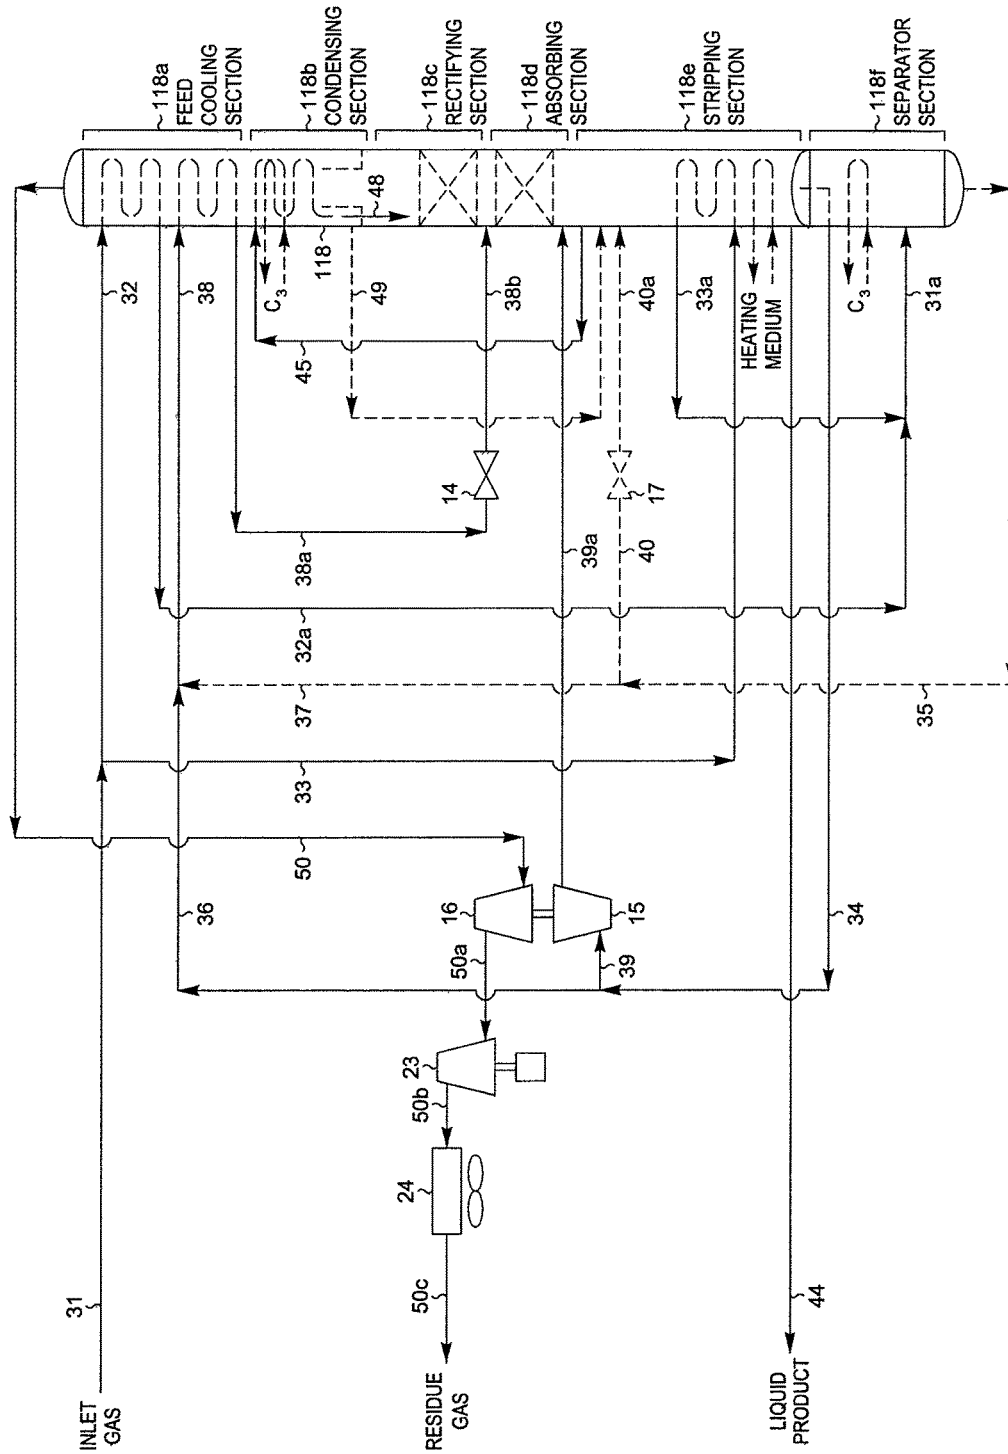 118a
FEED
COOLING
SECTION
118b
CONDENSING
SECTION
118c
RECTIFYING
SECTION
118d
ABSORBING
SECTION
118e
STRIPPING
SECTION
118f
SEPARATOR
SECTION
32
38
C3
118
49
48
38b
40a
33a
HEATING
MEDIUM
C3
31a
45
14
17
38a
39a
40
32a
37
35
33
50
16
15
36
50a
39
34
23
50b
24
31
50c
44
INLET
GAS
RESIDUE
GAS
LIQUID
PRODUCT